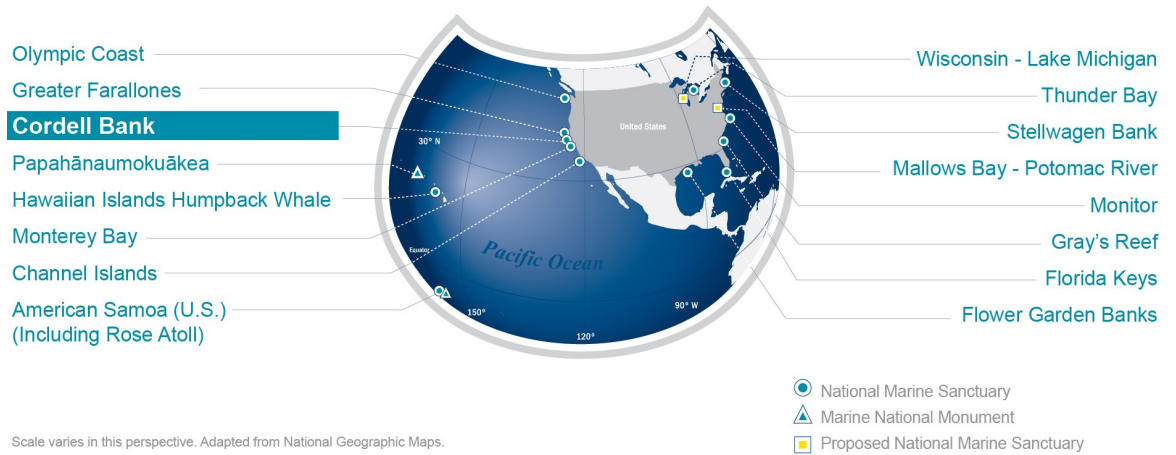 Olympic Coast
Greater Farallones
Cordell Bank
Papahānaumokuākea
Hawaiian Islands Humpback Whale
Monterey Bay
Channel Islands
American Samoa (U.S.)
(Including Rose Atoll)
United States
30° N
Equator
Pacific Ocean
150°
120°
90° W
Wisconsin - Lake Michigan
Thunder Bay
Stellwagen Bank
Mallows Bay - Potomac River
Monitor
Gray's Reef
Florida Keys
Flower Garden Banks
National Marine Sanctuary
Marine National Monument
Proposed National Marine Sanctuary
Scale varies in this perspective. Adapted from National Geographic Maps.